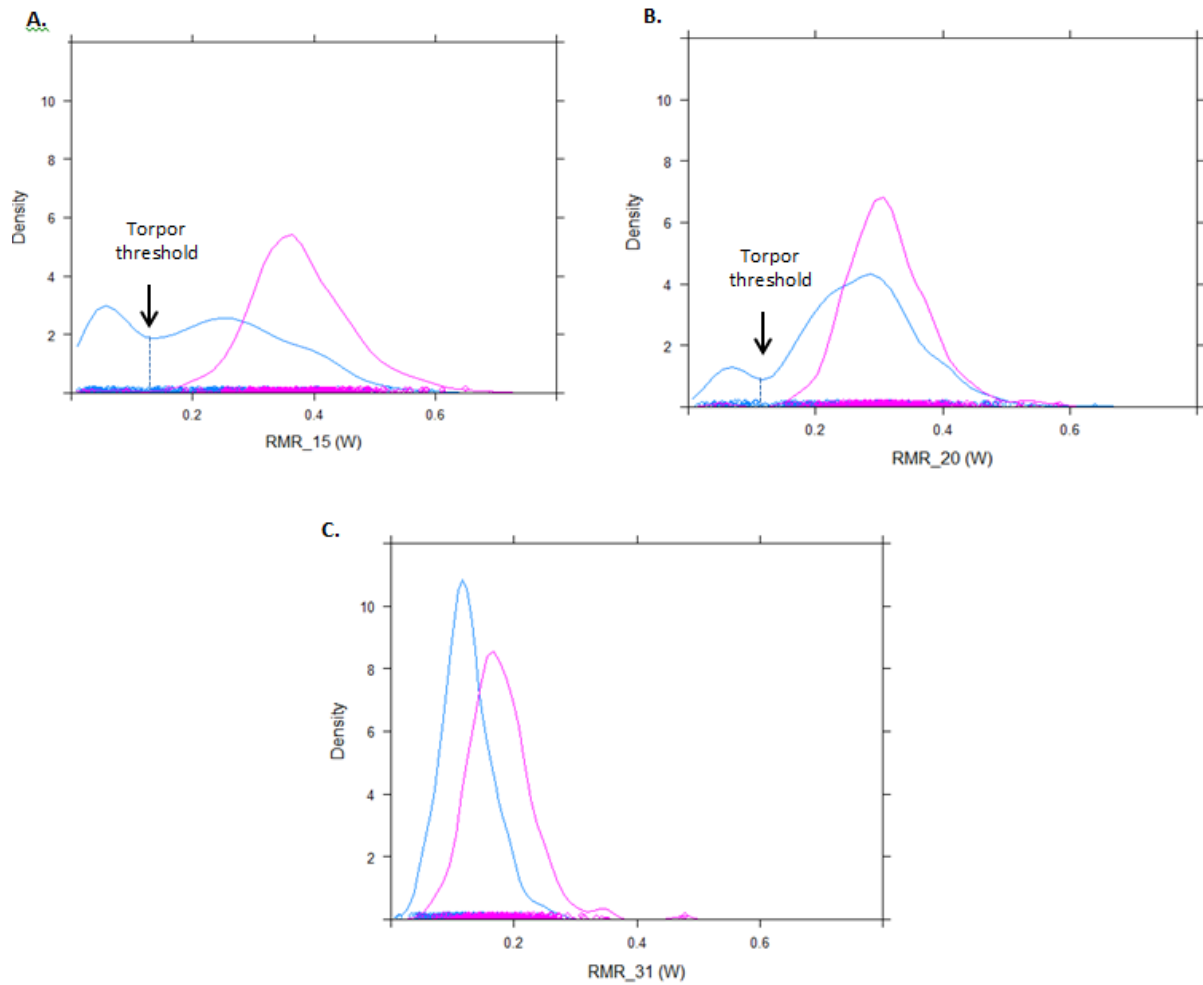 A.
Density
10
8
6
4
2
Torpor
threshold
0.2 0.4 0.6
RMR_15 (W)
B.
Density
10
8
6
4
2
Torpor
threshold
0.2 0.4 0.6
RMR_20 (W)
C.
Density
10
8
6
4
2
0.2 0.4 0.6
RMR_31 (W)